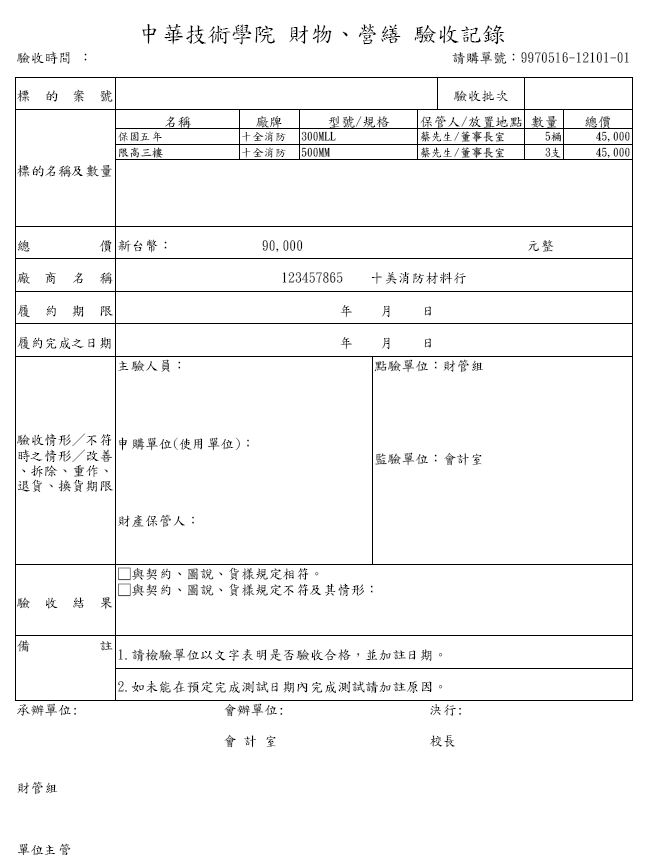 中華技術學院 財物、營繕 驗收記錄
驗收時間 ：
請購單號：9970516-12101-01
標的案號
驗收批次
標的名稱及數量
名稱 廠牌 型號/規格 保管人/放置地點 數量 總價
保固五年 十全消防 300MLL 蔡先生/董事長室 5桶 45,000
限高三樓 十全消防 500MM 蔡先生/董事長室 3支 45,000
總價 新台幣： 90,000 元整
廠商名稱 123457865 十美消防材料行
履約期限 年 月 日
履約完成之日期 年 月 日
驗收情形／不符
時之情形／改善
、拆除、重作、
退貨、換貨期限
主驗人員：
點驗單位：財管組
申購單位(使用單位)：
監驗單位：會計室
財產保管人：
驗收結果
□與契約、圖說、貨樣規定相符。
□與契約、圖說、貨樣規定不符及其情形：
備註
1.請檢驗單位以文字表明是否驗收合格，並加註日期。
2.如未能在預定完成測試日期內完成測試請加註原因。
承辦單位: 會辦單位: 決行:
會計室 校長
財管組
單位主管